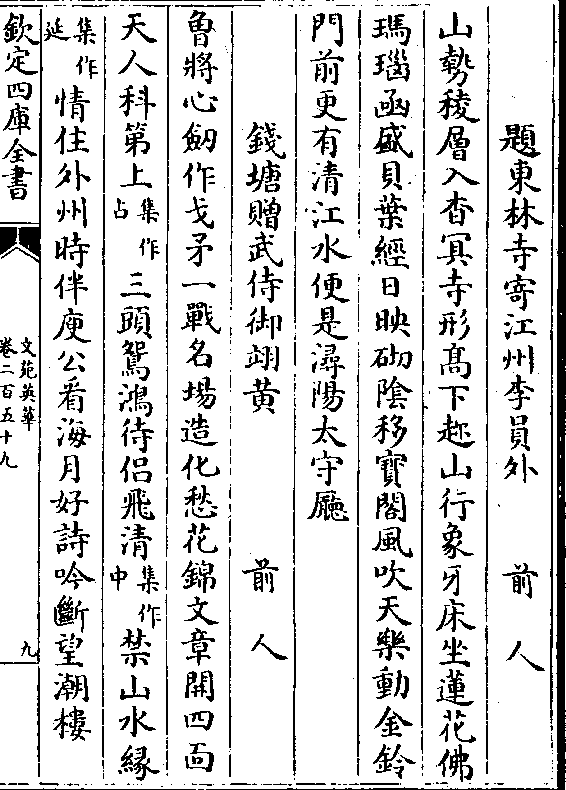 題東林寺寄江州李員外　前人
山勢稜層入杳冥寺形高下趂山行象牙床坐蓮花佛
瑪瑙函盛貝葉經日映砌陰移寳閣風吹天樂動金鈴
門前更有清江水便是潯陽太守廳
錢塘贈武侍御翊黄　前人
魯將心劒作戈矛一戰名場造化愁花錦文章開四面
天人科第上集作占三頭鴛鴻待侣飛清集作中禁山水縁
集作延情住外州時伴庾公看海月好詩吟斷望潮樓
欽定四庫全書
文苑英華
卷二百五十九
九